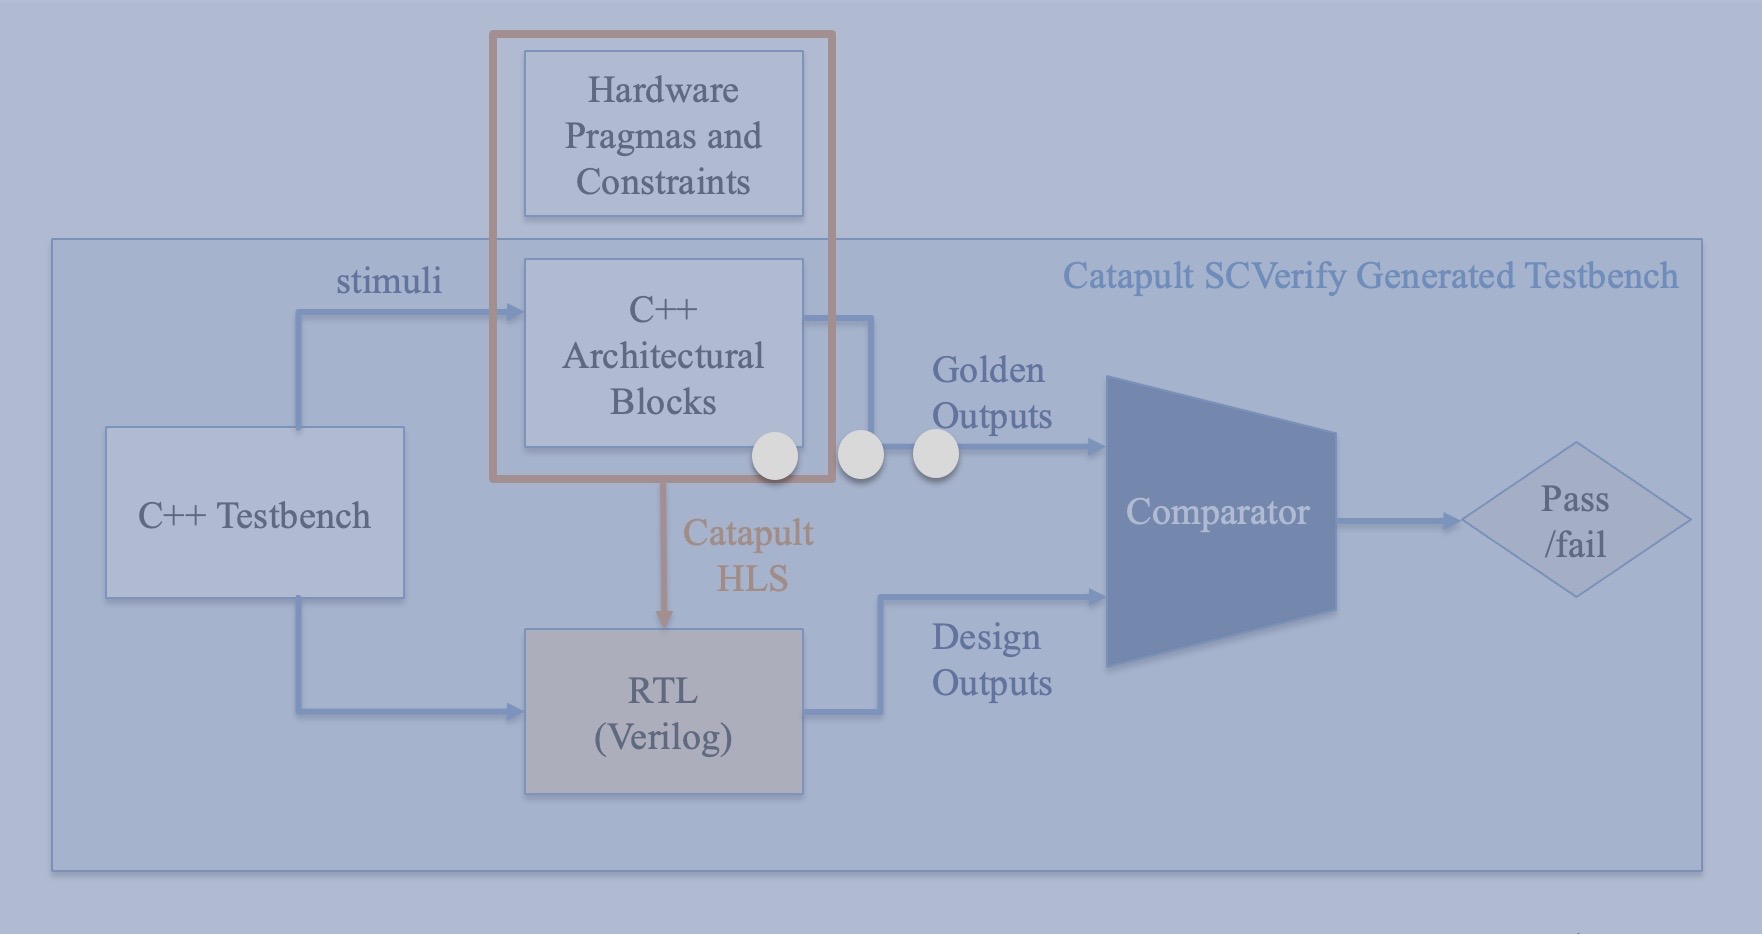 Hardware
Pragmas and
Constraints
Catapult SCVerify Generated Testbench
stimuli
C++
Architectural
Blocks
Golden
Outputs
C++ Testbench
Catapult
HLS
Comparator
Pass
/fail
RTL
(Verilog)
Design
Outputs